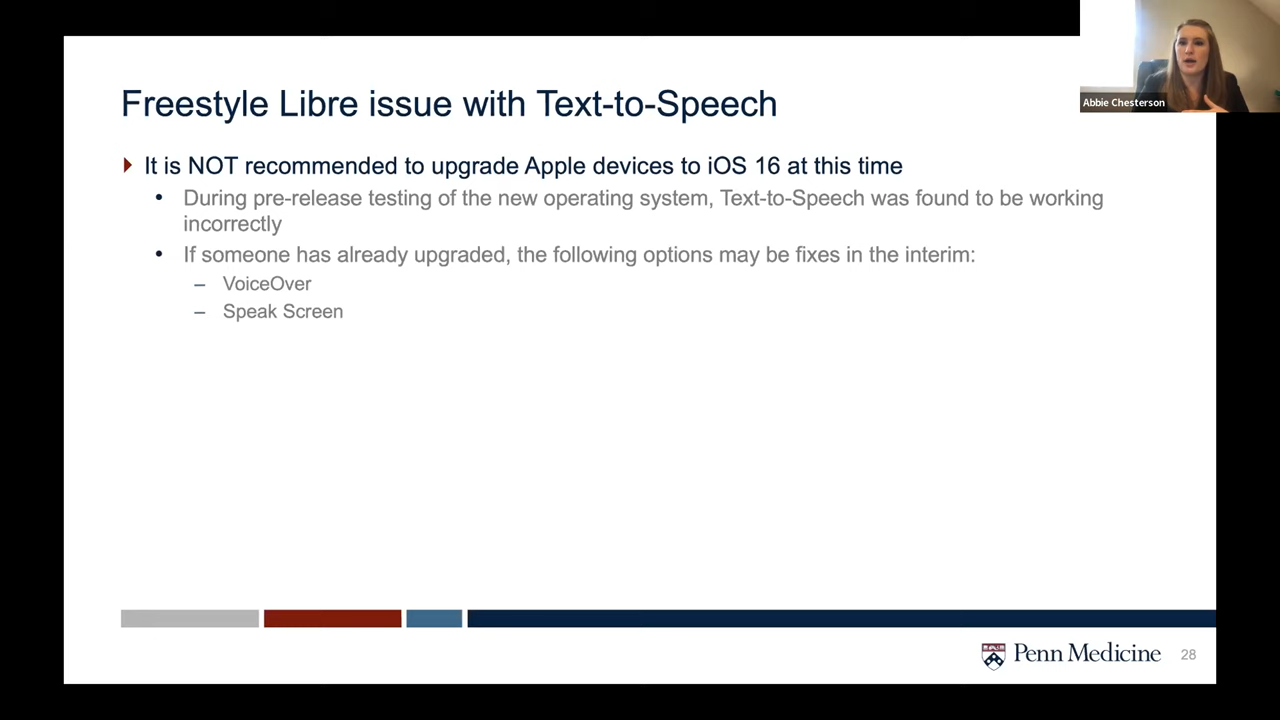 Freestyle Libre issue with Text-to-Speech
Abbie Chesterson
It is NOT recommended to upgrade Apple devices to iOS 16 at this time
• During pre-release testing of the new operating system, Text-to-Speech was found to be working
incorrectly
• If someone has already upgraded, the following options may be fixes in the interim:
– VoiceOver
– Speak Screen
Penn Medicine 28